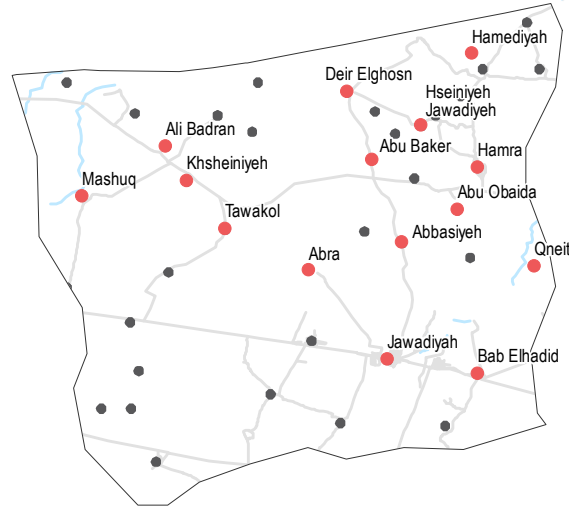 Hamediyah
Deir Elghosn
Hseiniyeh
Jawadiyeh
Ali Badran
Abu Baker
Hamra
Khsheiniyeh
Mashuq
Abu Obaida
Tawakol
Abbasiyeh
Abra
Qneit
Jawadiyah
Bab Elhadid